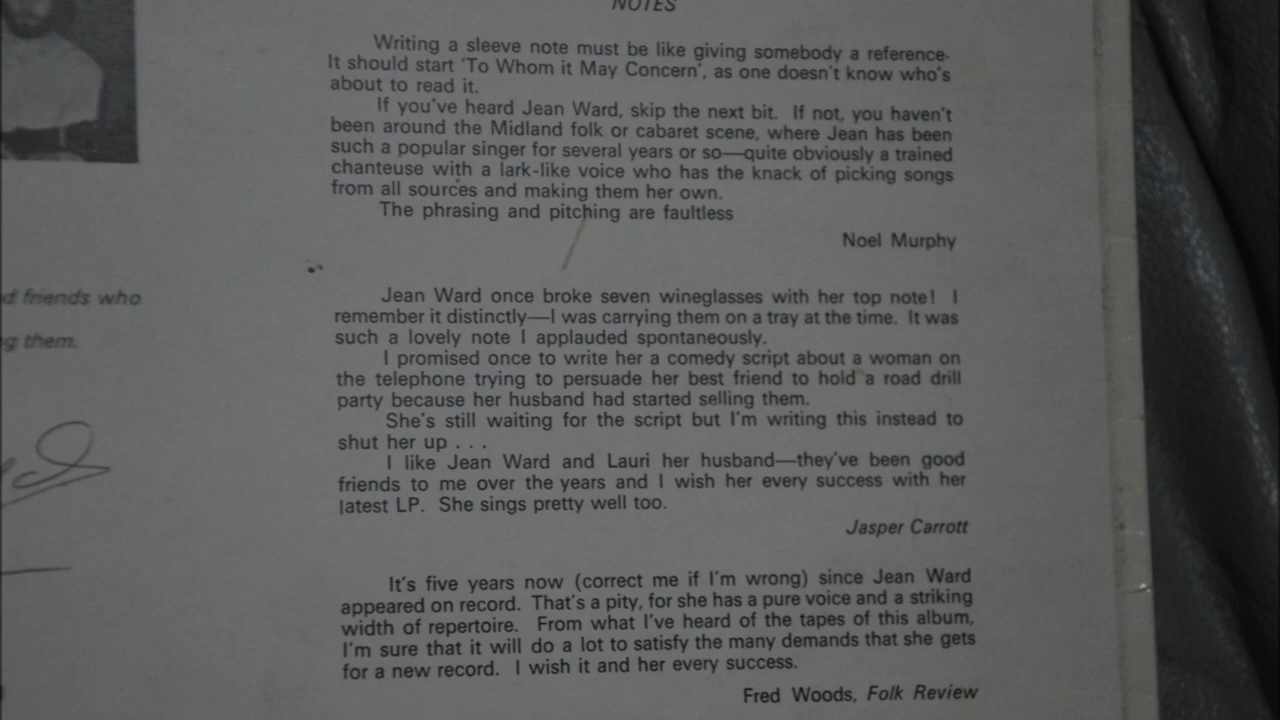 NOTES
Writing a sleeve note must be like giving somebody a reference.
It should start 'To Whom it May Concern', as one doesn't know who's
about to read it.
If you've heard Jean Ward, skip the next bit. If not, you haven't
been around the Midland folk or cabaret scene, where Jean has been
such a popular singer for several years or so—quite obviously a trained
chanteuse with a lark-like voice who has the knack of picking songs
from all sources and making them her own.
The phrasing and pitching are faultless
Noel Murphy
d friends who
g them.
Jean Ward once broke seven wineglasses with her top note! I
remember it distinctly—I was carrying them on a tray at the time. It was
such a lovely note I applauded spontaneously.
I promised once to write her a comedy script about a woman on
the telephone trying to persuade her best friend to hold a road drill
party because her husband had started selling them.
She's still waiting for the script but I'm writing this instead to
shut her up . . .
I like Jean Ward and Lauri her husband—they've been good
friends to me over the years and I wish her every success with her
latest LP. She sings pretty well too.
Jasper Carrott
It's five years now (correct me if I'm wrong) since Jean Ward
appeared on record. That's a pity, for she has a pure voice and a striking
width of repertoire. From what I've heard of the tapes of this album,
I'm sure that it will do a lot to satisfy the many demands that she gets
for a new record. I wish it and her every success.
Fred Woods, Folk Review